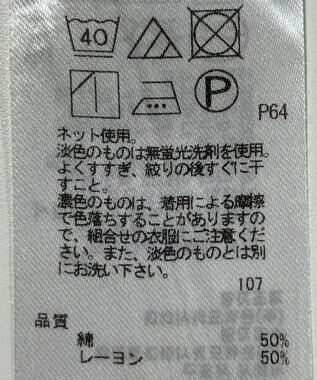 40
P
P64
ネット使用。
淡色のものは無蛍光洗剤を使用。
よくすすぎ、絞りの後すぐに干
すこと。
濃色のものは、着用による摩擦
で色落ちすることがありますの
で、組合せの衣服にご注意くだ
さい。また、淡色のものとは別
にお洗い下さい。
107
品質
綿 50%
レーヨン 50%